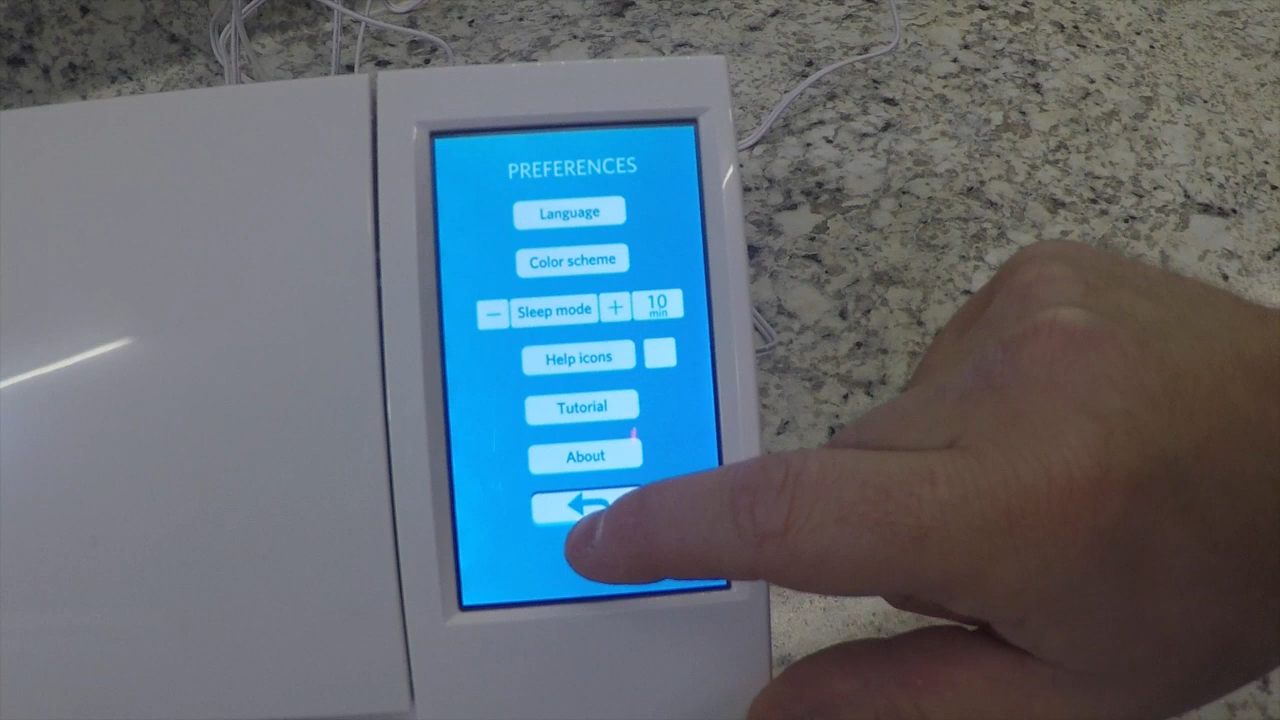 PREFERENCES
Language
Color scheme
− Sleep mode + 10 min
Help icons
Tutorial
About